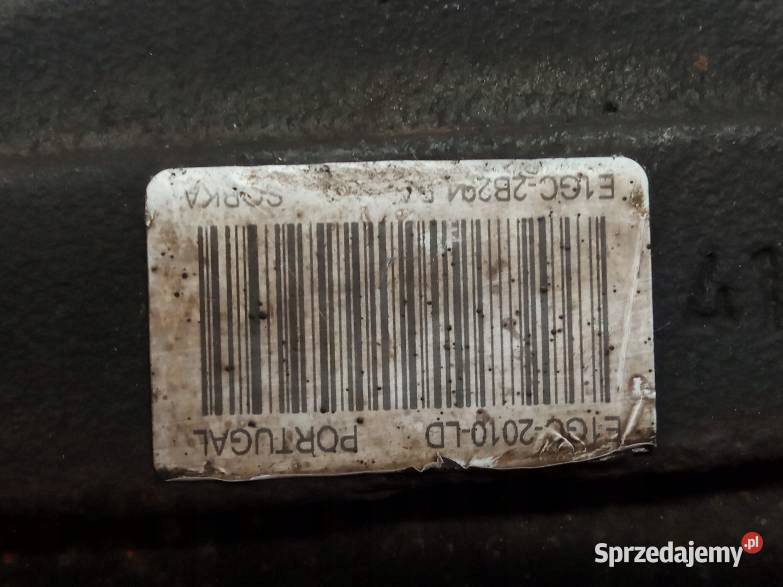 E1GC-2010-LD PORTUGAL
E1GC-2B294
Sprzedajemy.pl